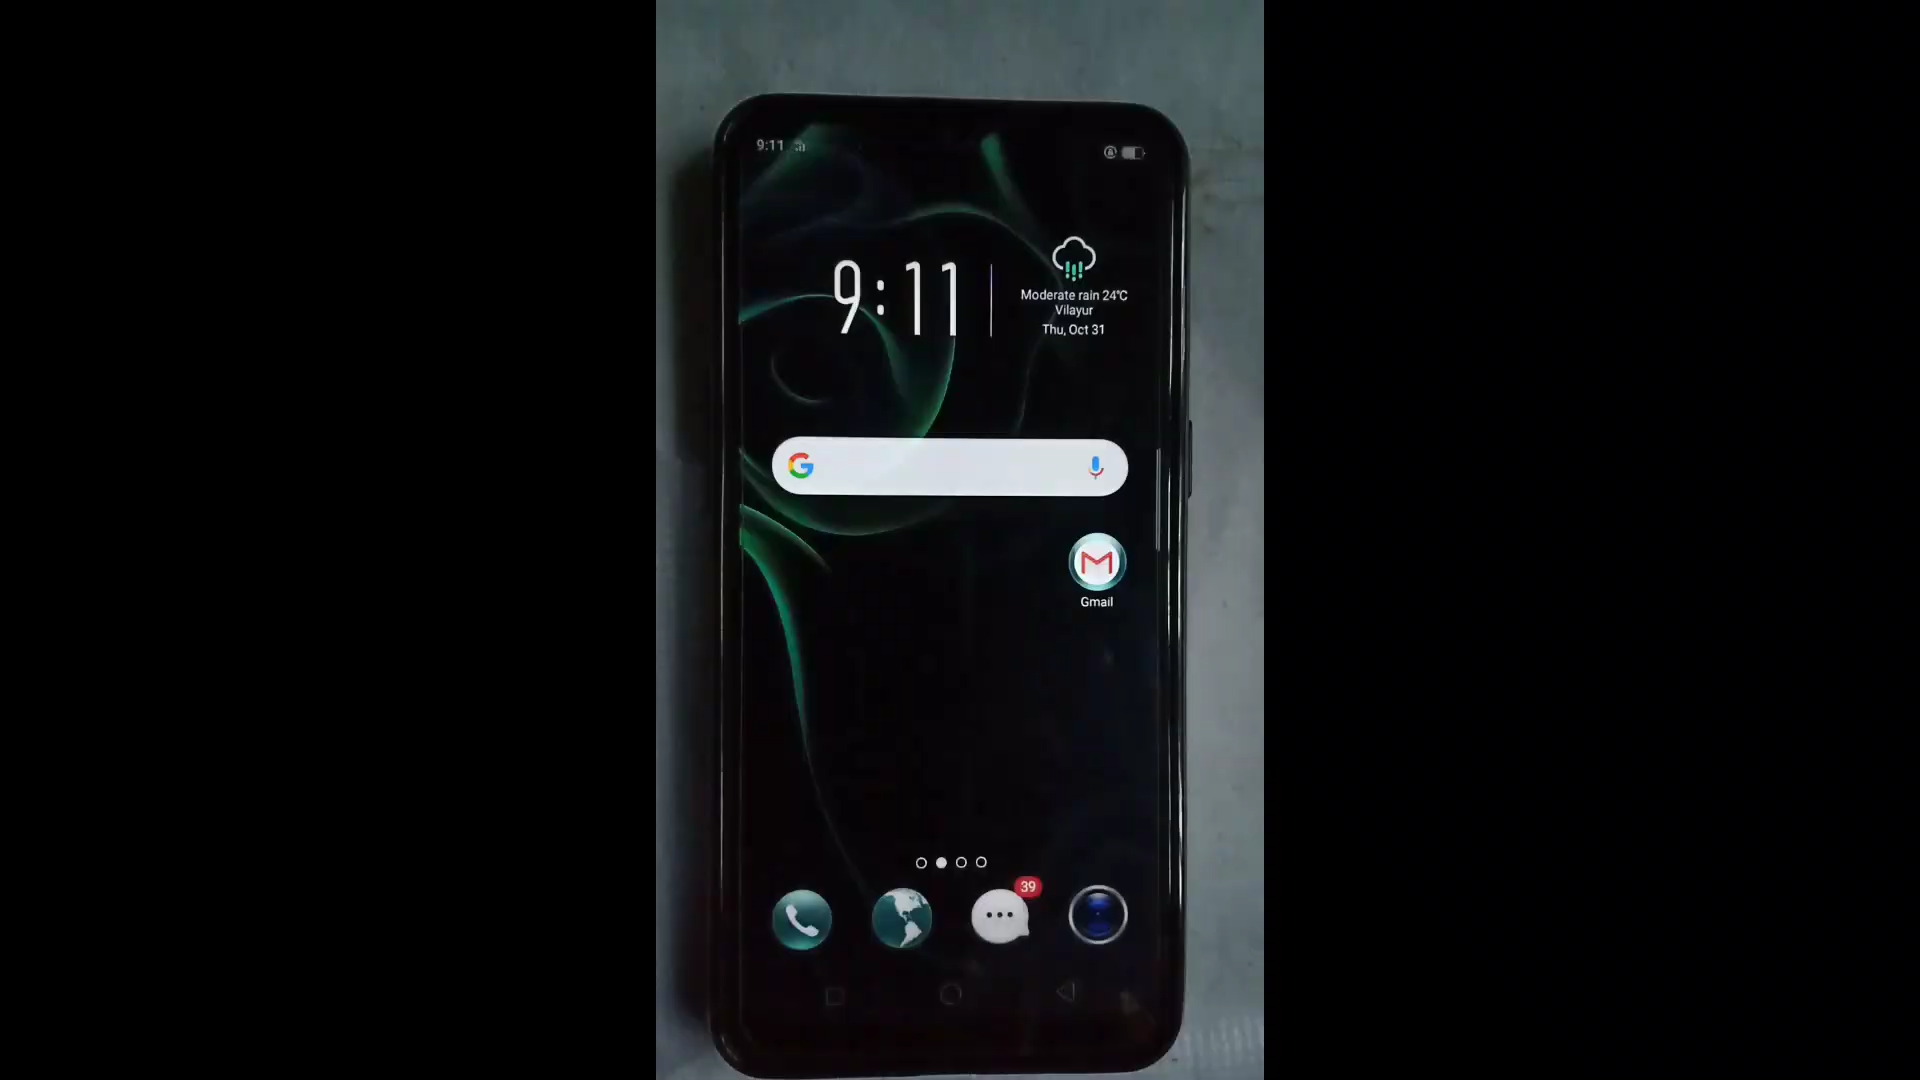 9:11
9:11
Moderate rain 24°C
Vilayur
Thu, Oct 31
G
Gmail
39